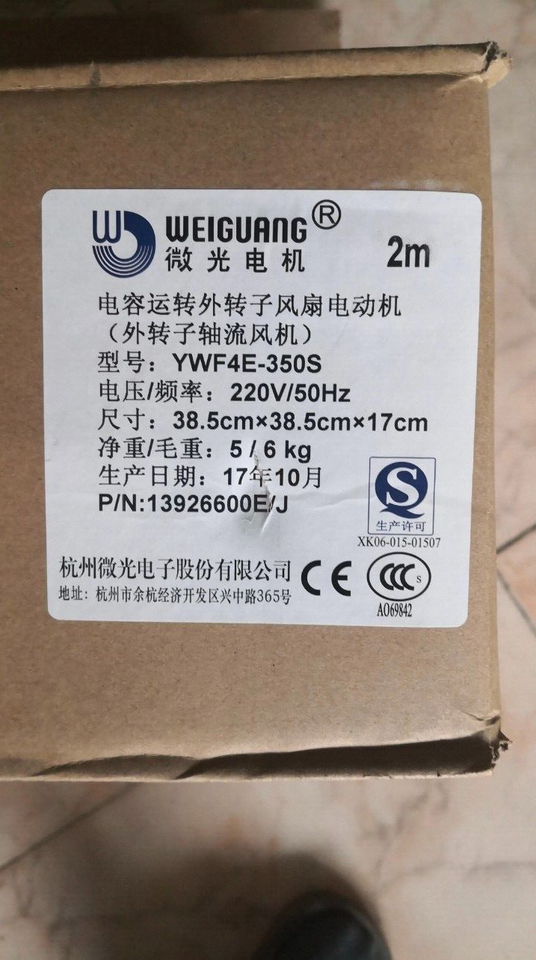 WEIGUANG®
微光电机
2m
电容运转外转子风扇电动机
（外转子轴流风机）
型号：YWF4E-350S
电压/频率：220V/50Hz
尺寸：38.5cm×38.5cm×17cm
净重/毛重：5 / 6 kg
生产日期：17年10月
P/N:13926600E/J
生产许可
XK06-015-01507
杭州微光电子股份有限公司
CE
CCC S
地址：杭州市余杭经济开发区兴中路365号
A069842